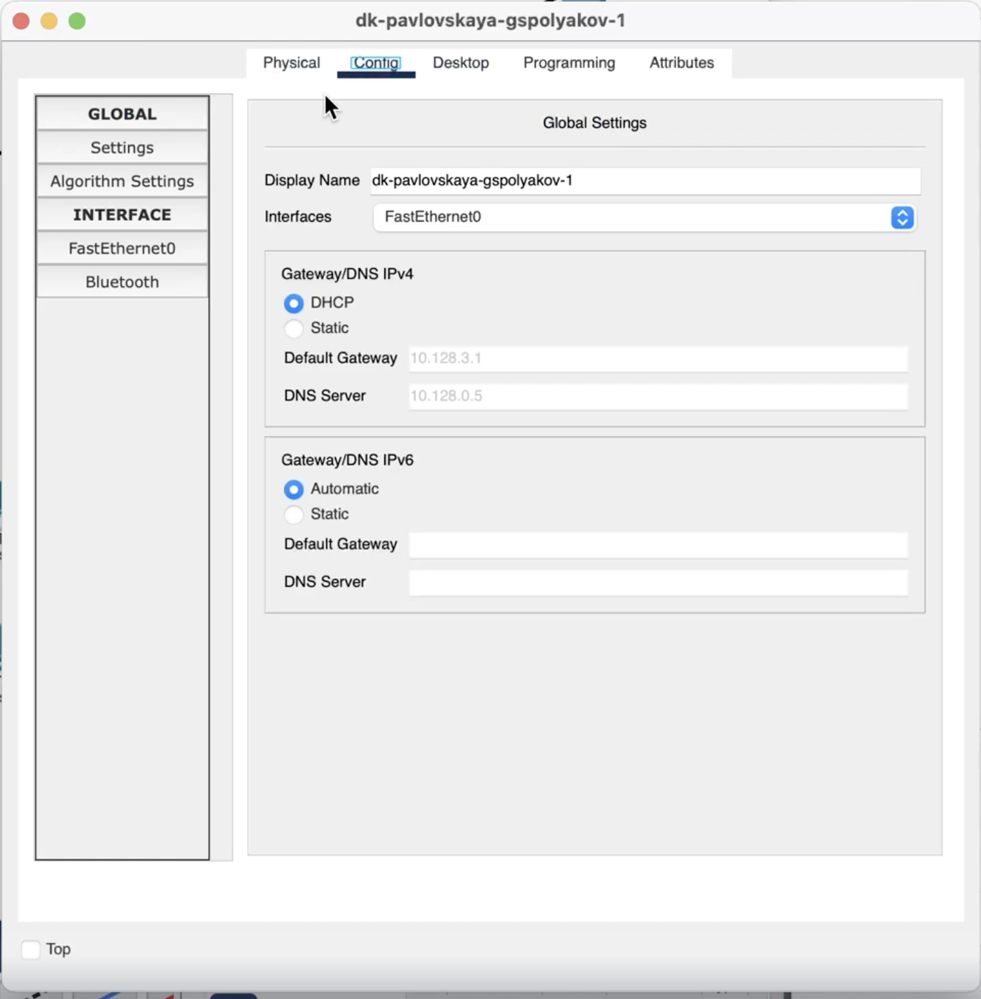 dk-pavlovskaya-gspolyakov-1
Physical Config Desktop Programming Attributes
GLOBAL
Settings
Algorithm Settings
INTERFACE
FastEthernet0
Bluetooth
Global Settings
Display Name dk-pavlovskaya-gspolyakov-1
Interfaces FastEthernet0
Gateway/DNS IPv4
DHCP
Static
Default Gateway 10.128.3.1
DNS Server 10.128.0.5
Gateway/DNS IPv6
Automatic
Static
Default Gateway
DNS Server
Top